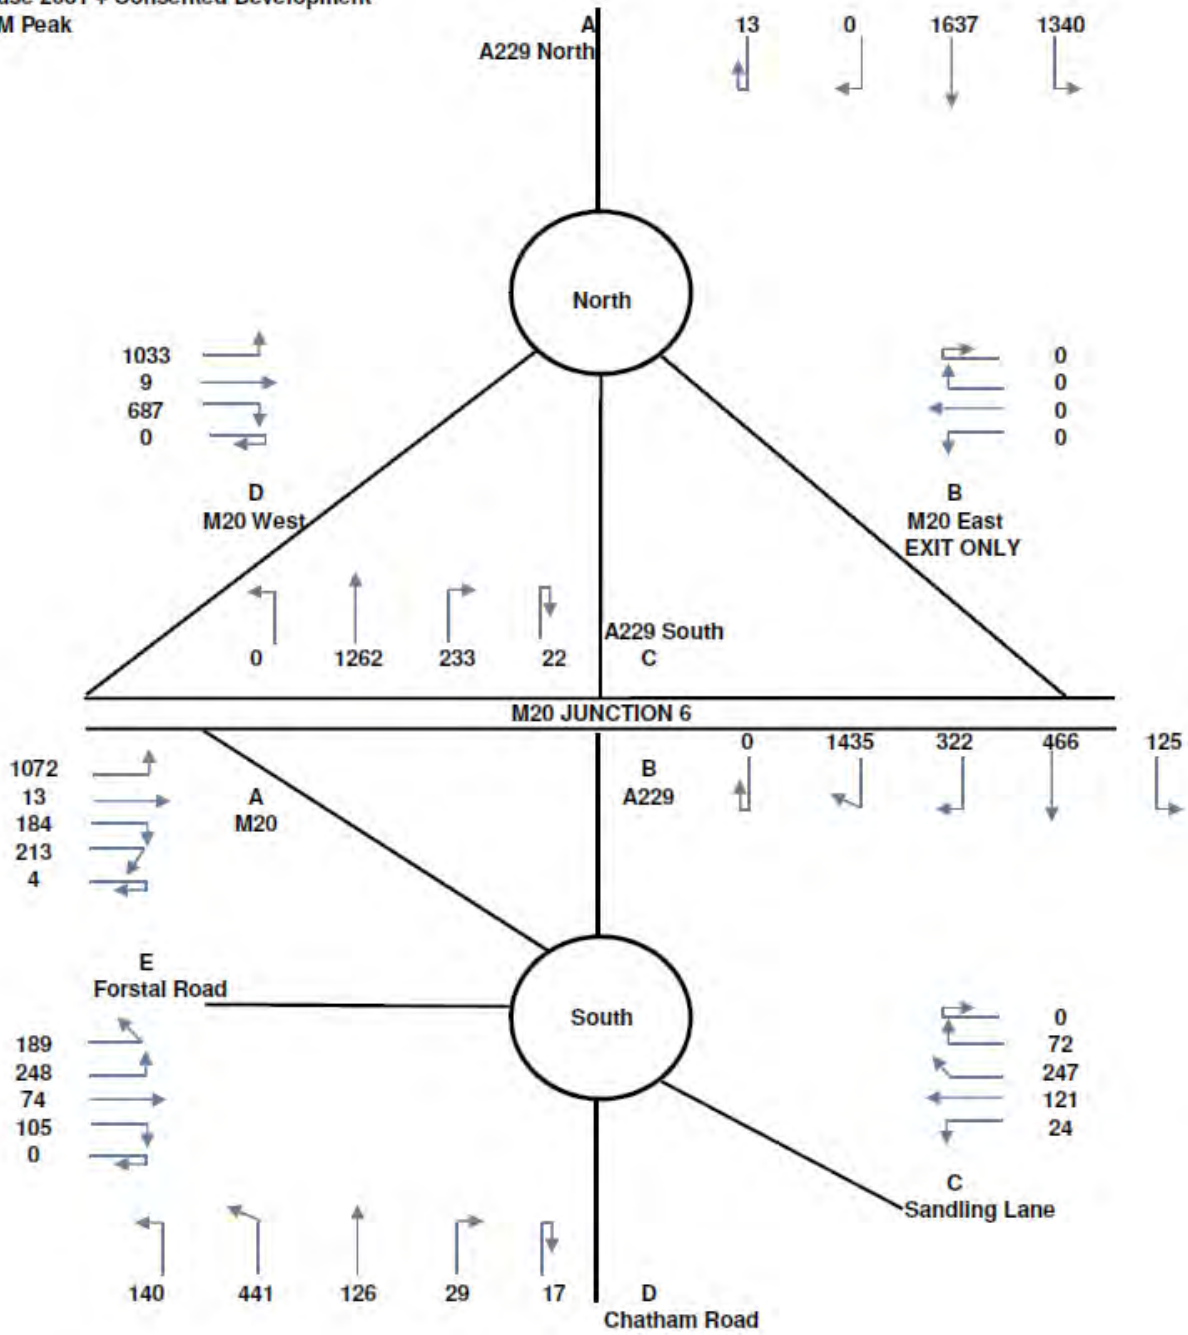 2031 + Consented Development
M Peak
A
A229 North
13 0 1637 1340
North
1033
9
687
0
0
0
0
0
D
M20 West
B
M20 East
EXIT ONLY
A229 South
C
0 1262 233 22
M20 JUNCTION 6
1072
13
184
213
4
A
M20
B
A229
0 1435 322 466 125
E
Forstal Road
South
189
248
74
105
0
0
72
247
121
24
C
Sandling Lane
140 441 126 29 17
D
Chatham Road